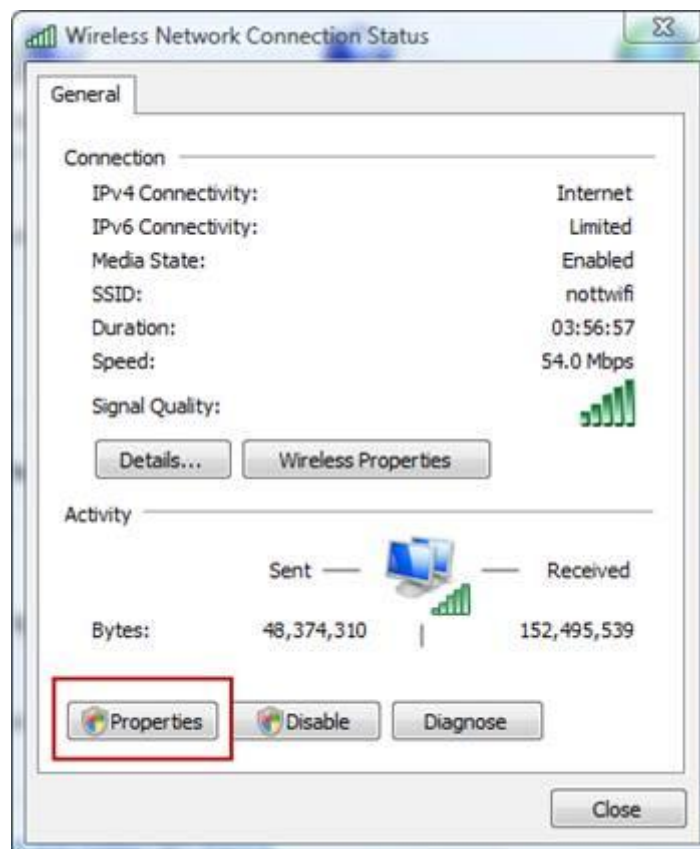 Wireless Network Connection Status
General
Connection
IPv4 Connectivity: Internet
IPv6 Connectivity: Limited
Media State: Enabled
SSID: nottwifi
Duration: 03:56:57
Speed: 54.0 Mbps
Signal Quality:
Details... Wireless Properties
Activity
Sent — — Received
Bytes: 48,374,310 | 152,495,539
Properties Disable Diagnose
Close